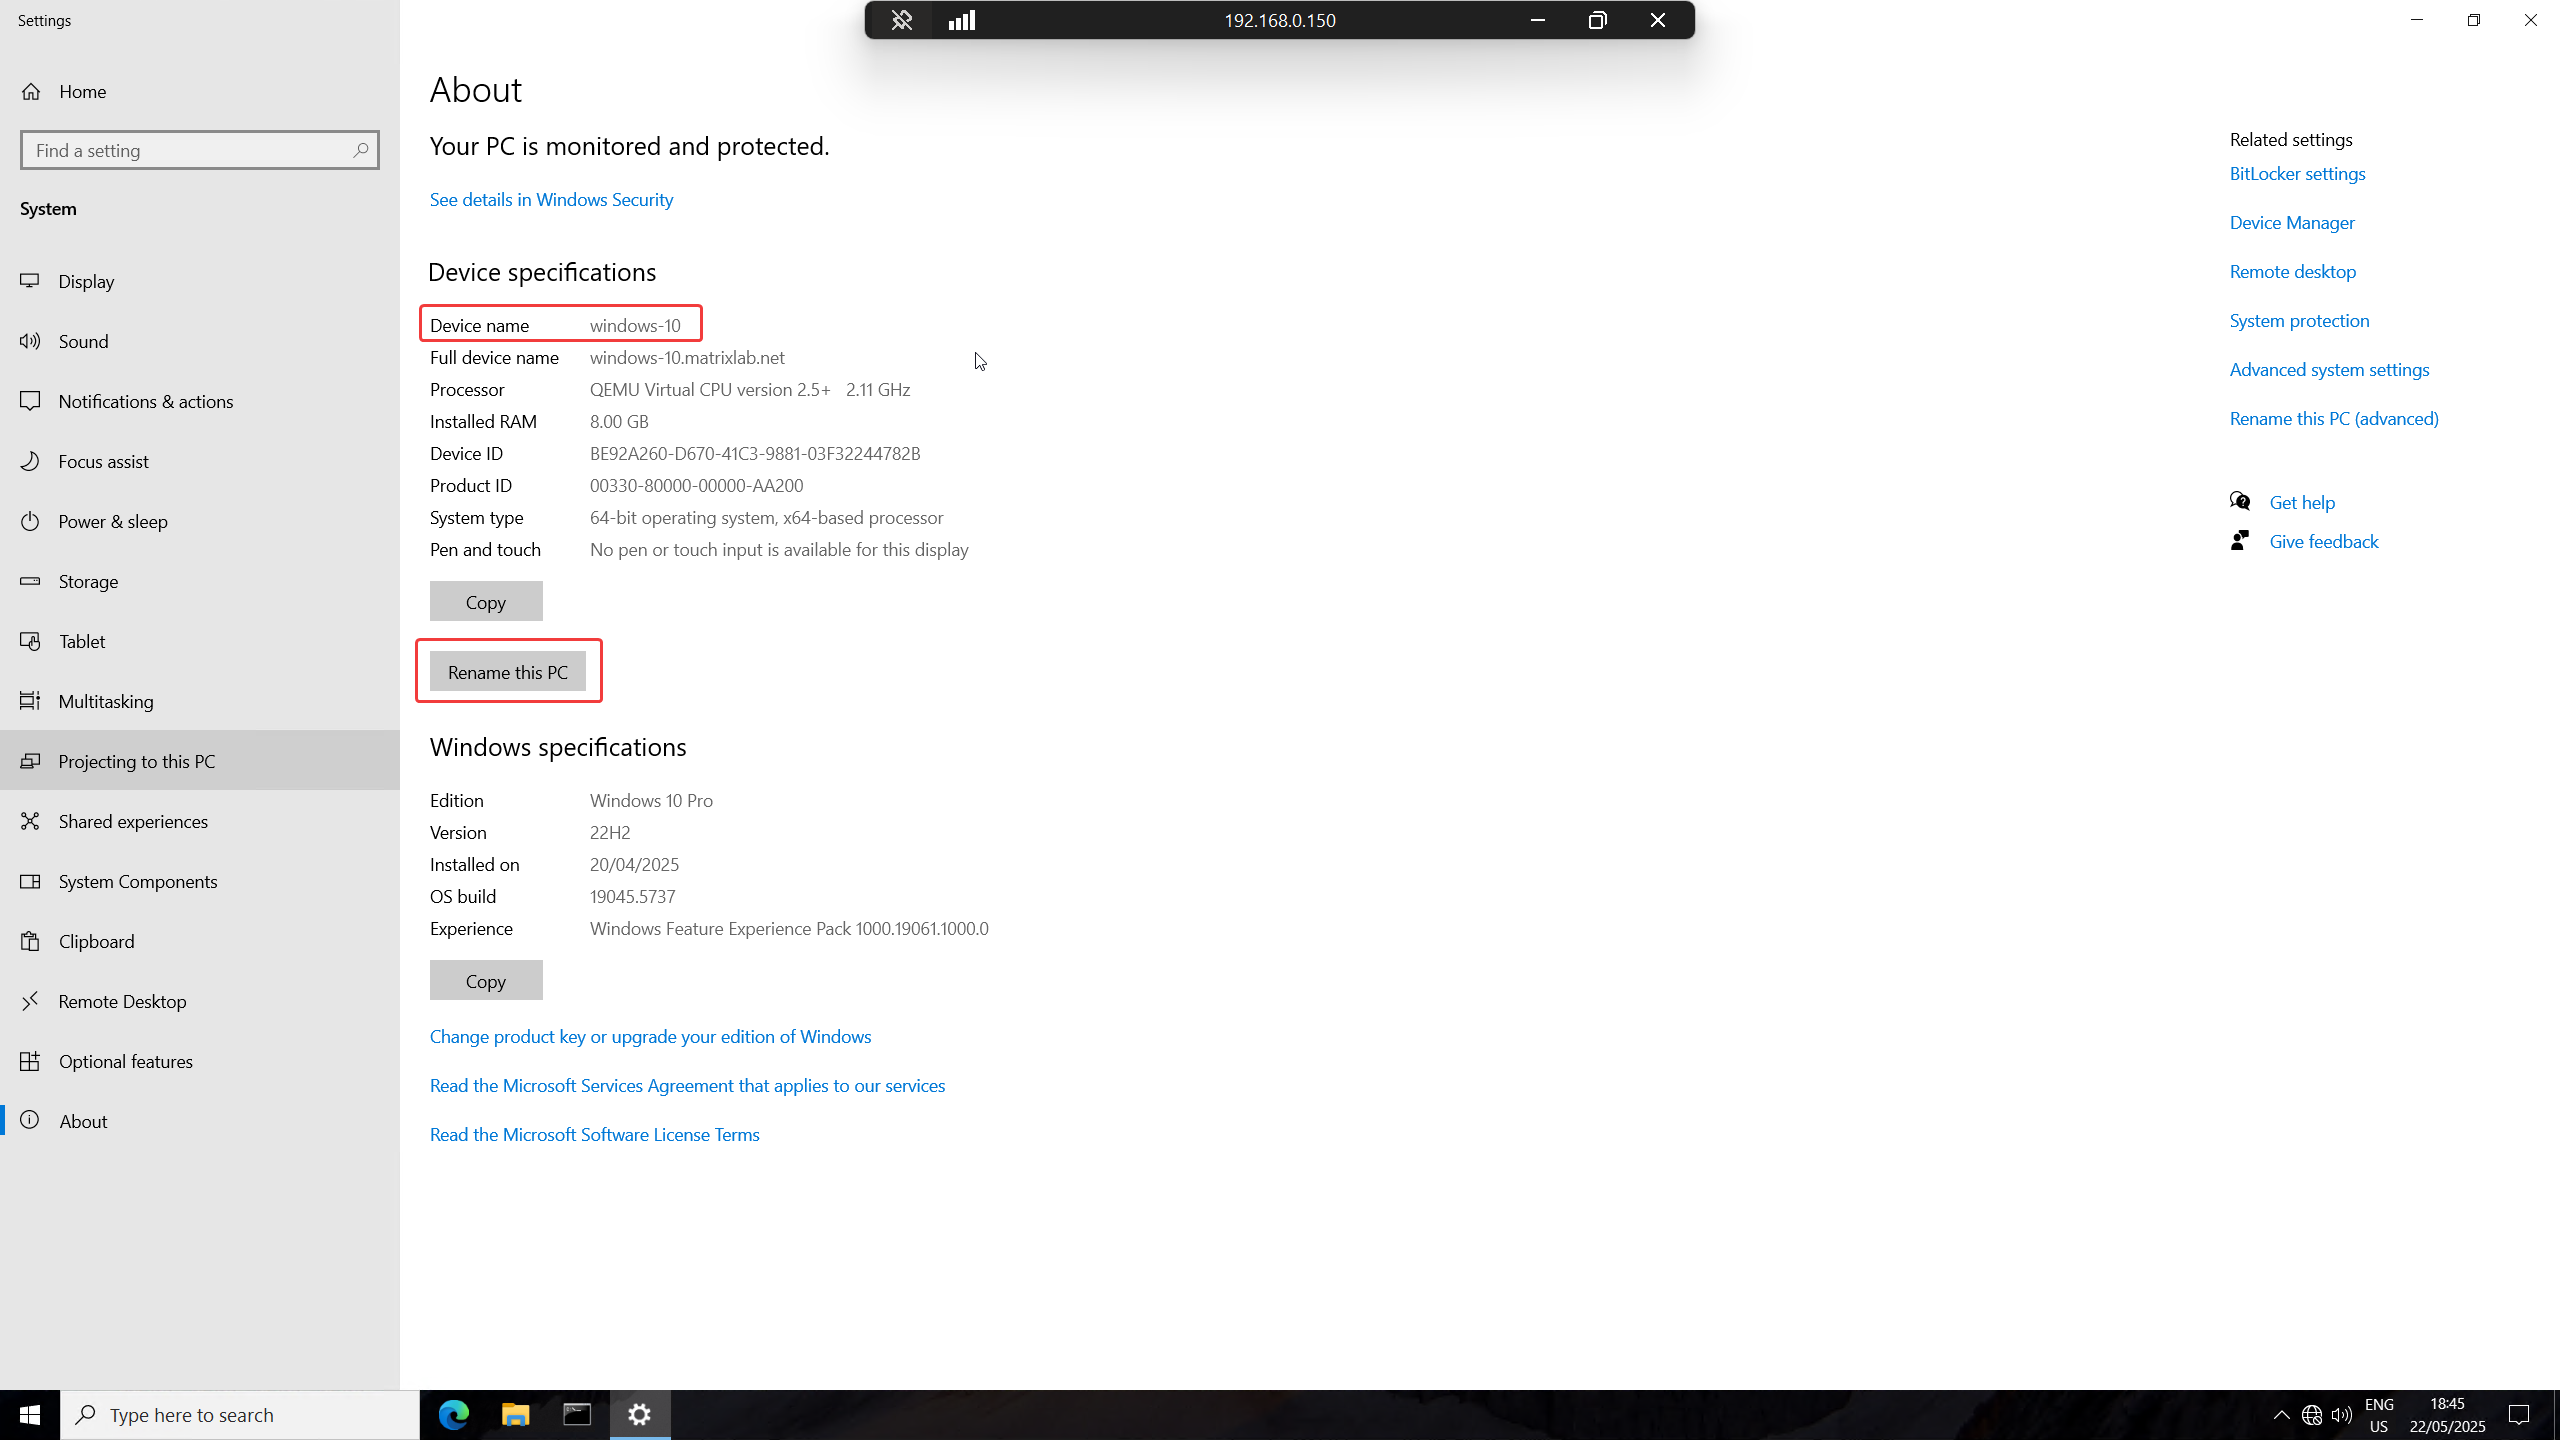 Settings
192.168.0.150
Home
Find a setting
System
Display
Sound
Notifications & actions
Focus assist
Power & sleep
Storage
Tablet
Multitasking
Projecting to this PC
Shared experiences
System Components
Clipboard
Remote Desktop
Optional features
About
About
Your PC is monitored and protected.
See details in Windows Security
Device specifications
Device name windows-10
Full device name windows-10.matrixlab.net
Processor QEMU Virtual CPU version 2.5+ 2.11 GHz
Installed RAM 8.00 GB
Device ID BE92A260-D670-41C3-9881-03F32244782B
Product ID 00330-80000-00000-AA200
System type 64-bit operating system, x64-based processor
Pen and touch No pen or touch input is available for this display
Copy
Rename this PC
Windows specifications
Edition Windows 10 Pro
Version 22H2
Installed on 20/04/2025
OS build 19045.5737
Experience Windows Feature Experience Pack 1000.19061.1000.0
Copy
Change product key or upgrade your edition of Windows
Read the Microsoft Services Agreement that applies to our services
Read the Microsoft Software License Terms
Related settings
BitLocker settings
Device Manager
Remote desktop
System protection
Advanced system settings
Rename this PC (advanced)
Get help
Give feedback
Type here to search
ENG
US
18:45
22/05/2025